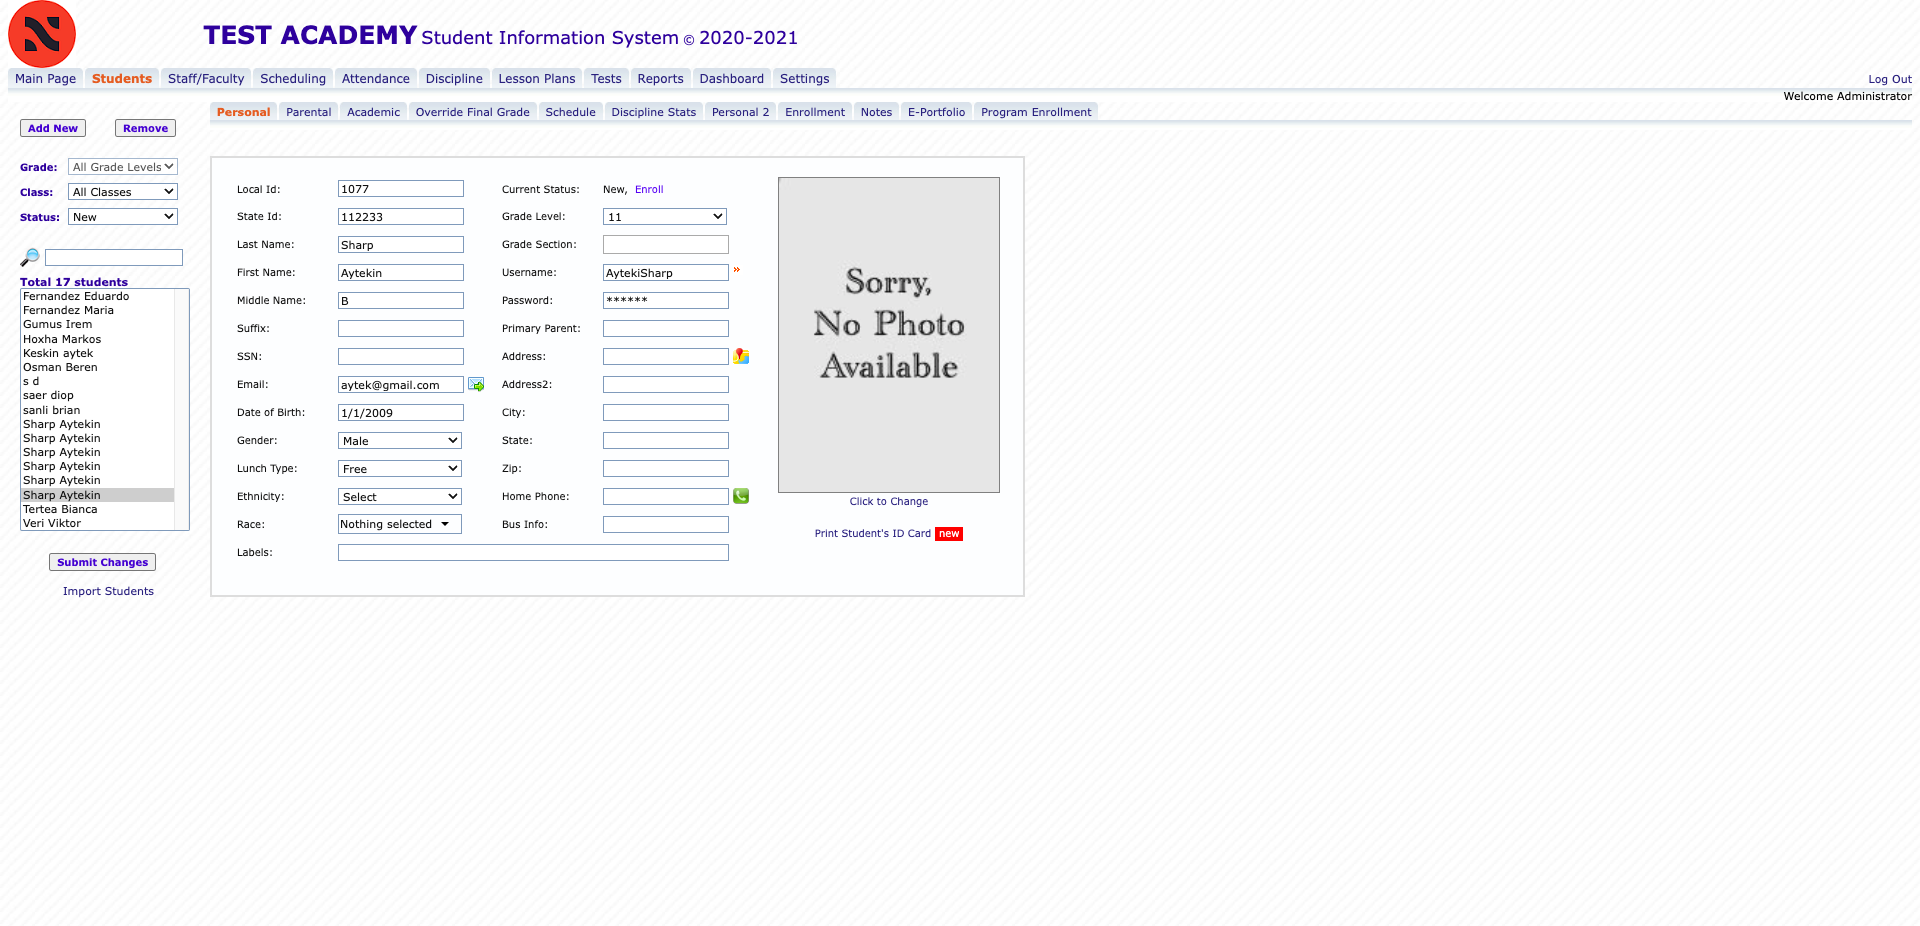 TEST ACADEMY Student Information System © 2020-2021
Main Page Students Staff/Faculty Scheduling Attendance Discipline Lesson Plans Tests Reports Dashboard Settings
Log Out
Welcome Administrator
Personal Parental Academic Override Final Grade Schedule Discipline Stats Personal 2 Enrollment Notes E-Portfolio Program Enrollment
Add New Remove
Grade: All Grade Levels
Class: All Classes
Status: New
Total 17 students
Fernandez Eduardo
Fernandez Maria
Gumus Irem
Hoxha Markos
Keskin aytek
Osman Beren
s d
saer diop
sanli brian
Sharp Aytekin
Sharp Aytekin
Sharp Aytekin
Sharp Aytekin
Sharp Aytekin
Sharp Aytekin
Tertea Bianca
Veri Viktor
Submit Changes
Import Students
Local Id: 1077 Current Status: New, Enroll
State Id: 112233 Grade Level: 11
Last Name: Sharp Grade Section:
First Name: Aytekin Username: AytekiSharp »
Middle Name: B Password: ******
Suffix: Primary Parent:
SSN: Address:
Email: aytek@gmail.com Address2:
Date of Birth: 1/1/2009 City:
Gender: Male State:
Lunch Type: Free Zip:
Ethnicity: Select Home Phone:
Race: Nothing selected Bus Info:
Labels:
Sorry,
No Photo
Available
Click to Change
Print Student's ID Card new